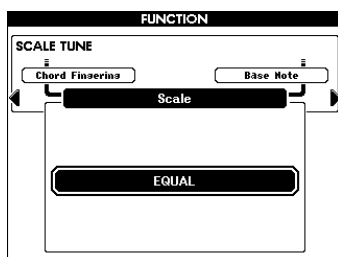 FUNCTION
SCALE TUNE
Chord Fingering
Base Note
Scale
EQUAL